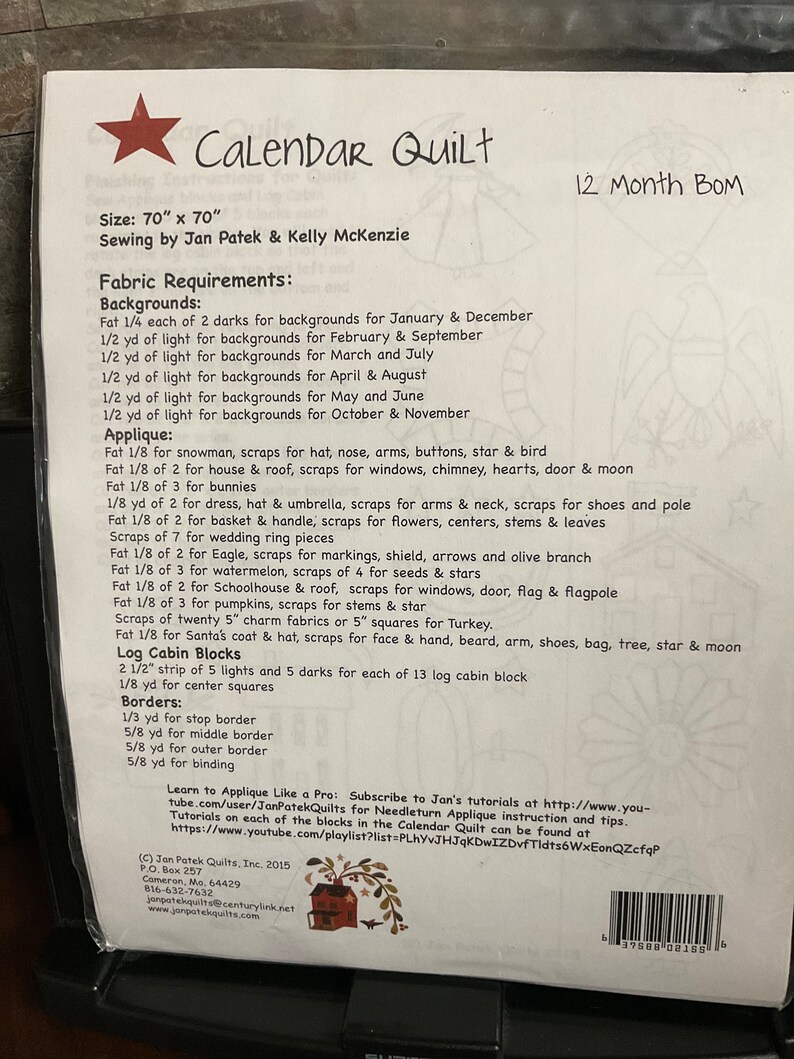 Calendar Quilt
12 Month BoM
Size: 70” x 70”
Sewing by Jan Patek & Kelly McKenzie
Fabric Requirements:
Backgrounds:
Fat 1/4 each of 2 darks for backgrounds for January & December
1/2 yd of light for backgrounds for February & September
1/2 yd of light for backgrounds for March and July
1/2 yd of light for backgrounds for April & August
1/2 yd of light for backgrounds for May and June
1/2 yd of light for backgrounds for October & November
Applique:
Fat 1/8 for snowman, scraps for hat, nose, arms, buttons, star & bird
Fat 1/8 of 2 for house & roof, scraps for windows, chimney, hearts, door & moon
Fat 1/8 of 3 for bunnies
1/8 yd of 2 for dress, hat & umbrella, scraps for arms & neck, scraps for shoes and pole
Fat 1/8 of 2 for basket & handle; scraps for flowers, centers, stems & leaves
Scraps of 7 for wedding ring pieces
Fat 1/8 of 2 for Eagle, scraps for markings, shield, arrows and olive branch
Fat 1/8 of 3 for watermelon, scraps of 4 for seeds & stars
Fat 1/8 of 2 for Schoolhouse & roof, scraps for windows, door, flag & flagpole
Fat 1/8 of 3 for pumpkins, scraps for stems & star
Scraps of twenty 5” charm fabrics or 5” squares for Turkey.
Fat 1/8 for Santa's coat & hat, scraps for face & hand, beard, arm, shoes, bag, tree, star & moon
Log Cabin Blocks
2 1/2” strip of 5 lights and 5 darks for each of 13 log cabin block
1/8 yd for center squares
Borders:
1/3 yd for stop border
5/8 yd for middle border
5/8 yd for outer border
5/8 yd for binding
Learn to Applique Like a Pro: Subscribe to Jan's tutorials at http://www.you-
tube.com/user/JanPatekQuilts for Needleturn Applique instruction and tips.
Tutorials on each of the blocks in the Calendar Quilt can be found at
https://www.youtube.com/playlist?list=PLhYvJHJqKDwIZDvfTldts6WxEonQZcfqP
(C) Jan Patek Quilts, Inc. 2015
P.O. Box 257
Cameron, Mo. 64429
816-632-7632
janpatekquilts@centurylink.net
www.janpatekquilts.com
6 37588 02155 6